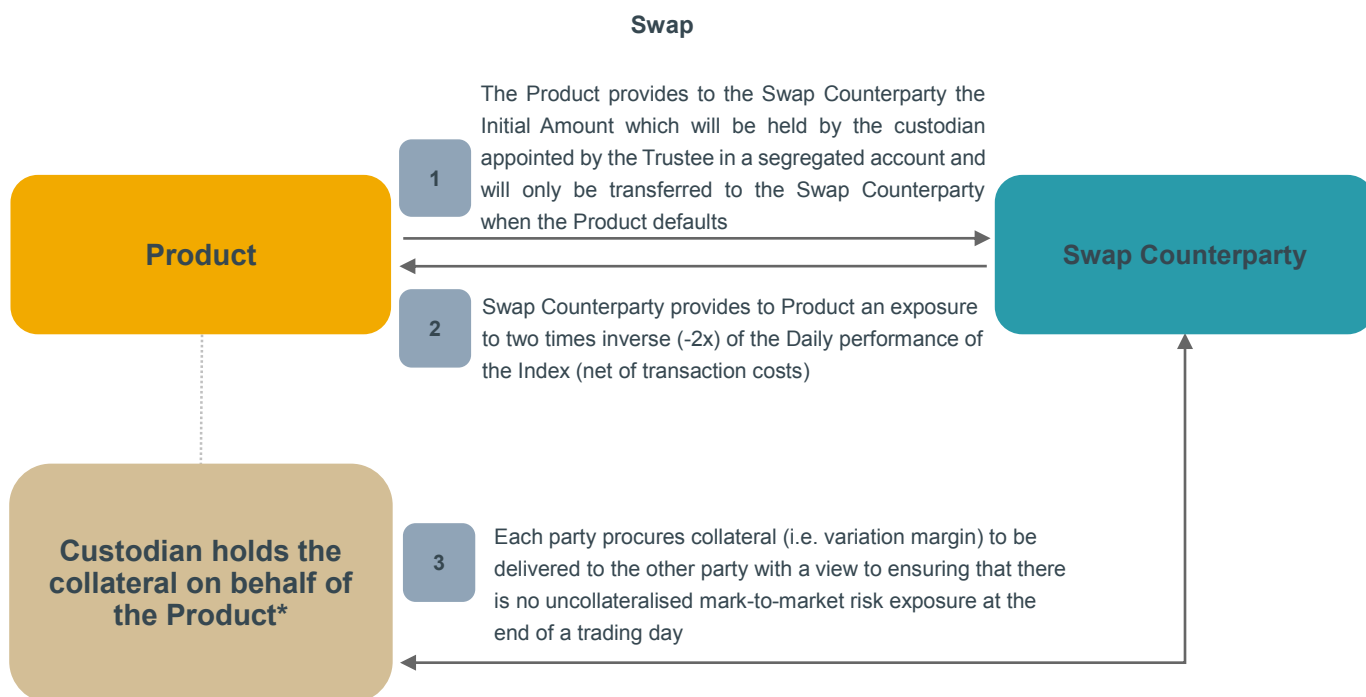 Swap
The Product provides to the Swap Counterparty the
Initial Amount which will be held by the custodian
appointed by the Trustee in a segregated account and
will only be transferred to the Swap Counterparty
when the Product defaults
1
Product
Swap Counterparty
2
Swap Counterparty provides to Product an exposure
to two times inverse (-2x) of the Daily performance of
the Index (net of transaction costs)
Custodian holds the
collateral on behalf of
the Product*
3
Each party procures collateral (i.e. variation margin) to be
delivered to the other party with a view to ensuring that there
is no uncollateralised mark-to-market risk exposure at the
end of a trading day